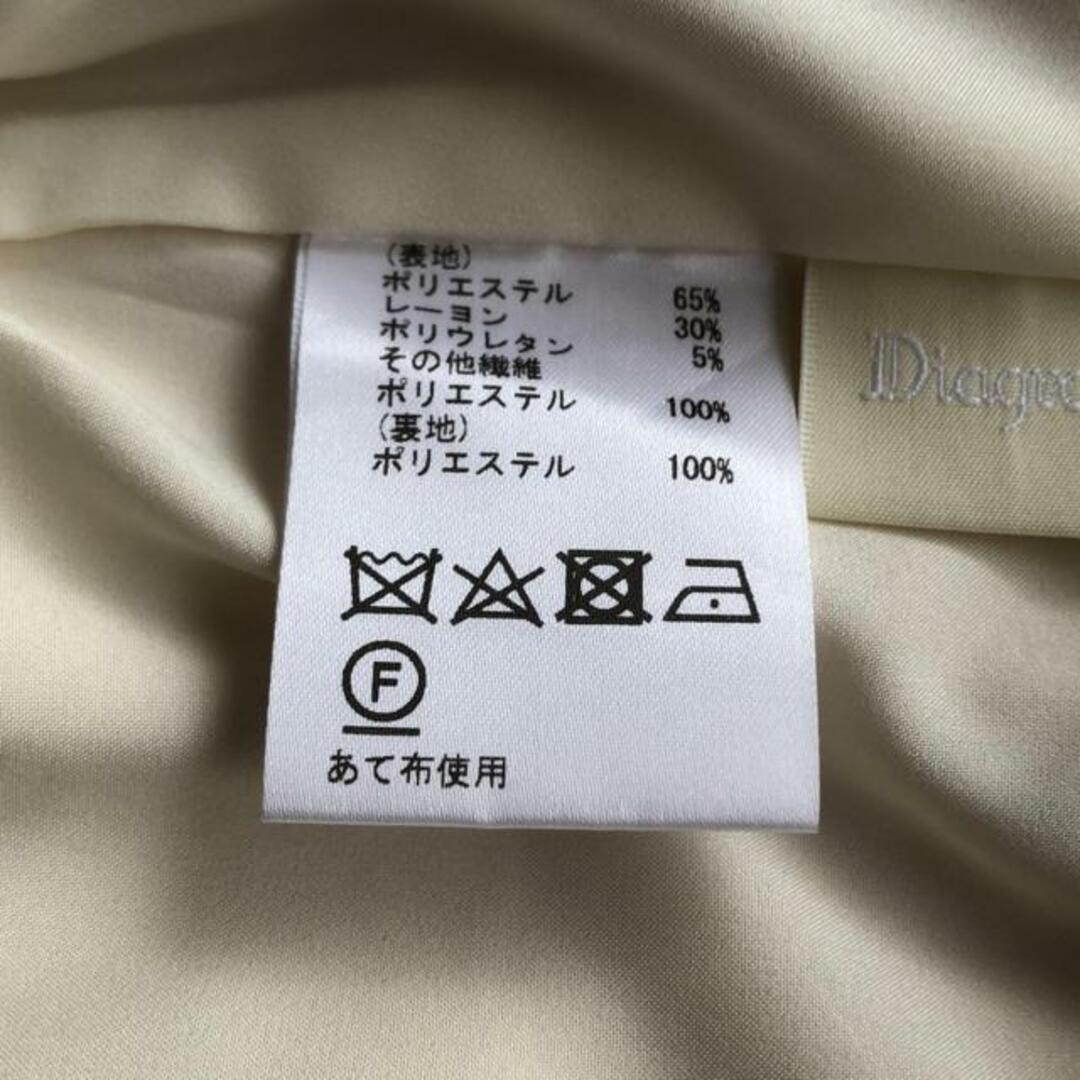 (表地)
ポリエステル 65%
レーヨン 30%
ポリウレタン 5%
その他繊維
ポリエステル 100%
(裏地)
ポリエステル 100%
F
あて布使用